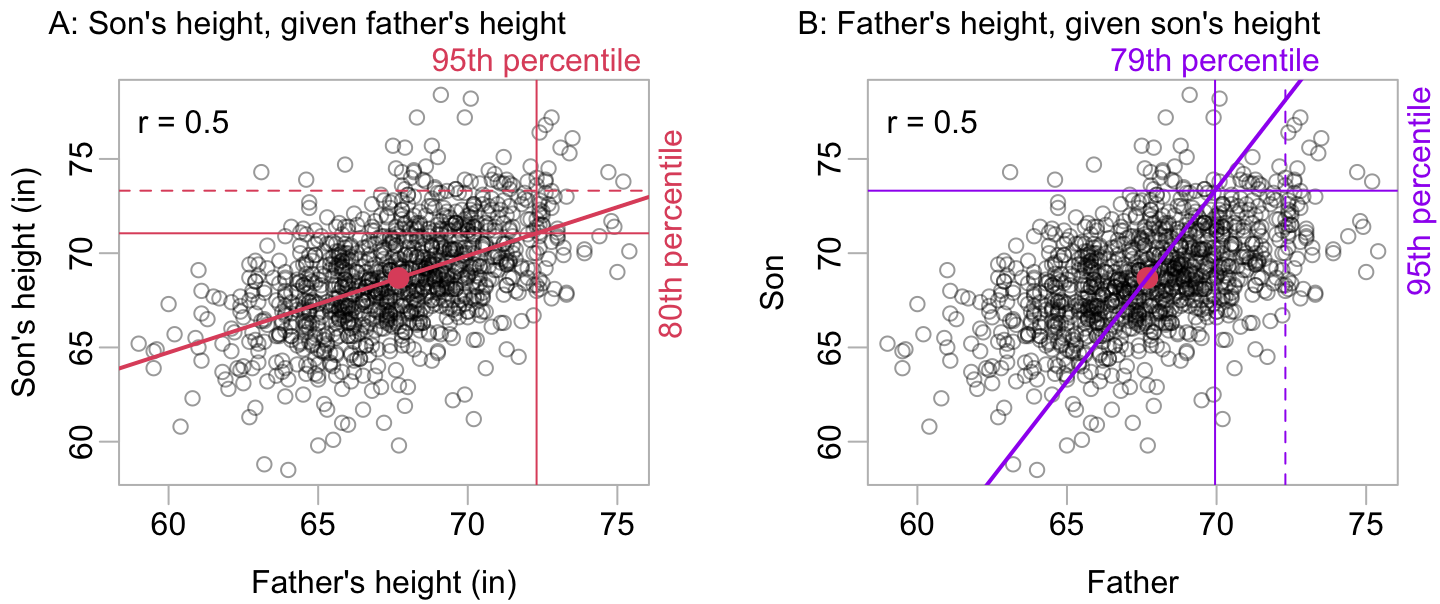 A: Son's height, given father's height
95th percentile
r = 0.5
80th percentile
Son's height (in)
75
70
65
60
60 65 70 75
Father's height (in)
B: Father's height, given son's height
79th percentile
r = 0.5
95th percentile
Son
75
70
65
60
60 65 70 75
Father